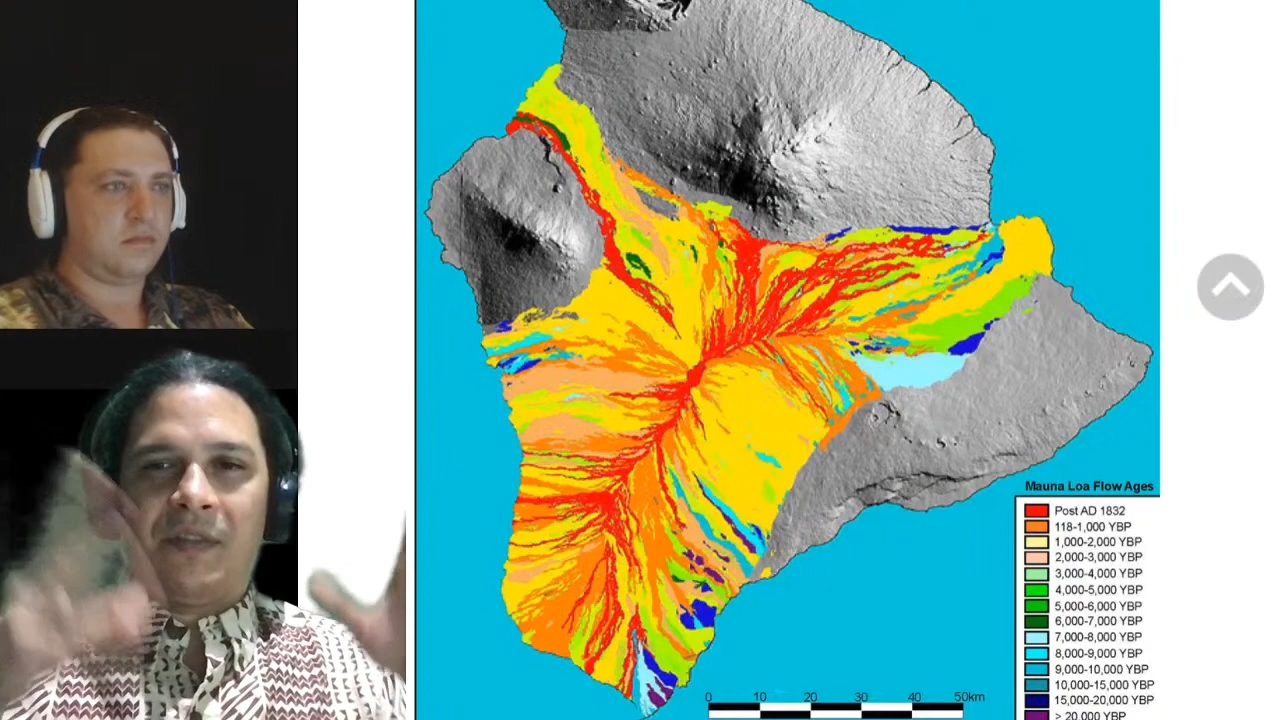 Mauna Loa Flow Ages
Post AD 1832
118-1,000 YBP
1,000-2,000 YBP
2,000-3,000 YBP
3,000-4,000 YBP
4,000-5,000 YBP
5,000-6,000 YBP
6,000-7,000 YBP
7,000-8,000 YBP
8,000-9,000 YBP
9,000-10,000 YBP
10,000-15,000 YBP
15,000-20,000 YBP
> 20,000 YBP
0 10 20 30 40 50km